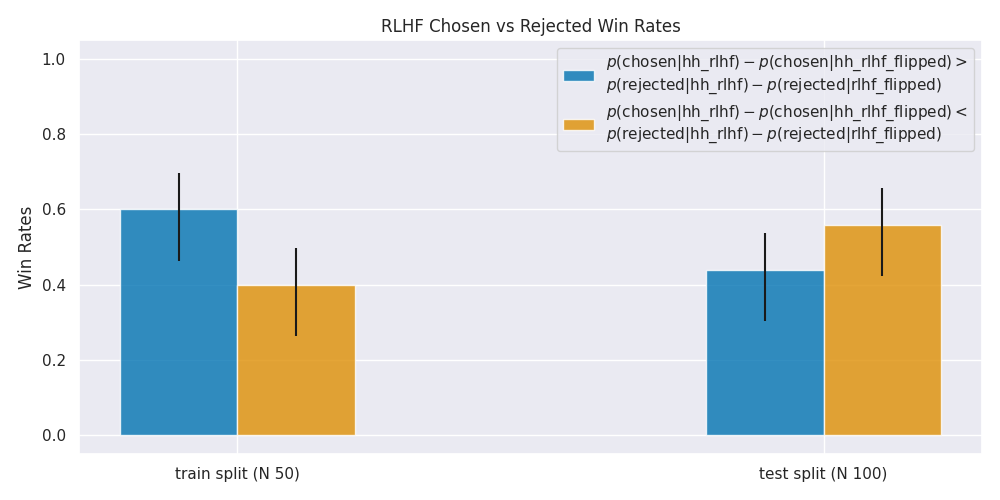 RLHF Chosen vs Rejected Win Rates
p(chosen|hh_rlhf) − p(chosen|hh_rlhf_flipped) >
p(rejected|hh_rlhf) − p(rejected|rlhf_flipped)
p(chosen|hh_rlhf) − p(chosen|hh_rlhf_flipped) <
p(rejected|hh_rlhf) − p(rejected|rlhf_flipped)
Win Rates
1.0
0.8
0.6
0.4
0.2
0.0
train split (N 50)
test split (N 100)